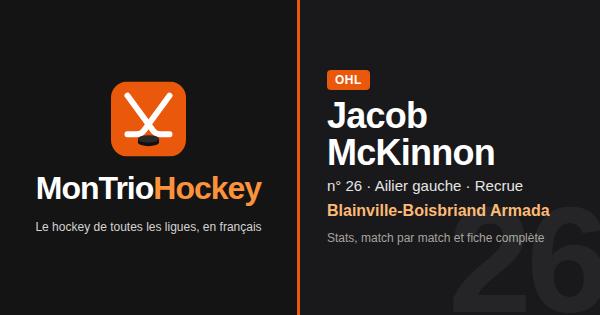 MonTrioHockey
Le hockey de toutes les ligues, en français
OHL
Jacob
McKinnon
n° 26 · Ailier gauche · Recrue
Blainville-Boisbriand Armada
Stats, match par match et fiche complète
26